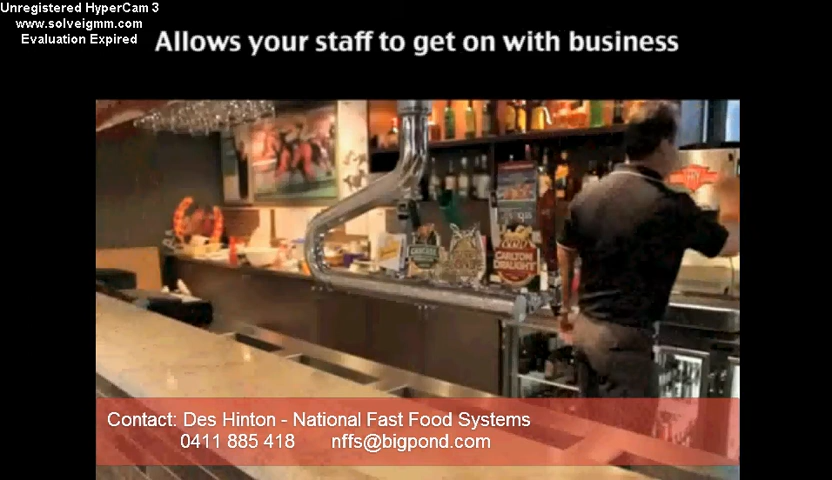 Unregistered HyperCam 3
www.solveigmm.com
Evaluation Expired
Allows your staff to get on with business
CARLTON
DRAUGHT
Contact: Des Hinton - National Fast Food Systems
0411 885 418 nffs@bigpond.com